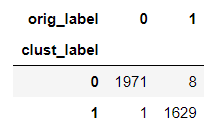 orig_label 0 1
clust_label
0 1971 8
1 1 1629